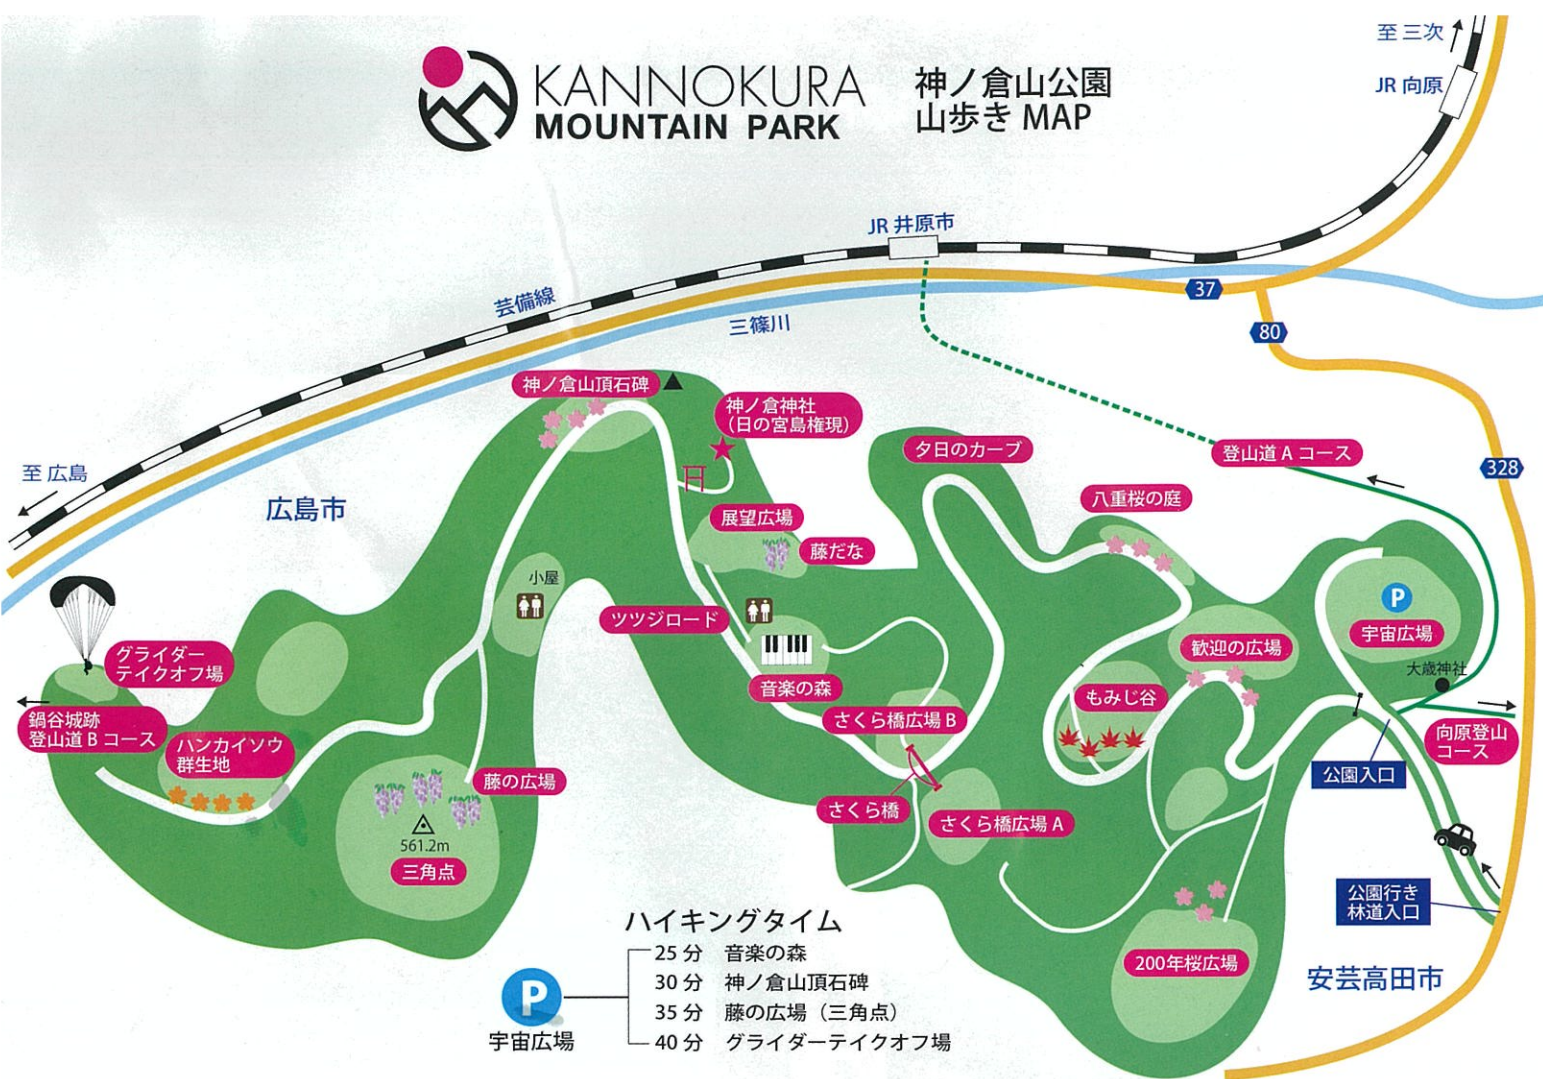 KANNOKURA
MOUNTAIN PARK
神ノ倉山公園
山歩き MAP
至 三次
JR 向原
JR 井原市
芸備線
三篠川
37
80
328
至 広島
広島市
神ノ倉山頂石碑
神ノ倉神社
(日の宮島権現)
夕日のカーブ
登山道 A コース
八重桜の庭
展望広場
藤だな
小屋
ツツジロード
音楽の森
さくら橋広場 B
さくら橋
さくら橋広場 A
もみじ谷
歓迎の広場
P
宇宙広場
大歳神社
向原登山
コース
公園入口
公園行き
林道入口
グライダー
テイクオフ場
鍋谷城跡
登山道 B コース
ハンカイソウ
群生地
藤の広場
561.2m
三角点
200年桜広場
安芸高田市
ハイキングタイム
25 分 音楽の森
30 分 神ノ倉山頂石碑
35 分 藤の広場(三角点)
40 分 グライダーテイクオフ場
P
宇宙広場